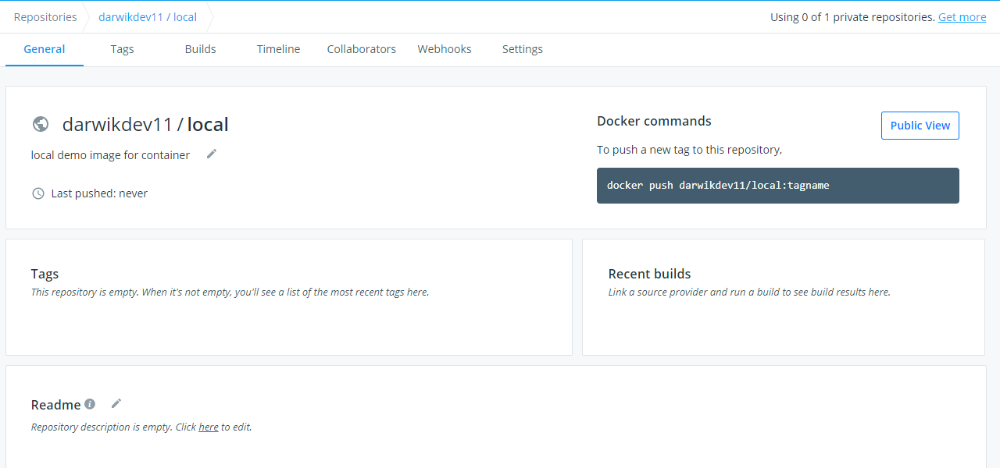 Repositories darwikdev11 / local Using 0 of 1 private repositories. Get more
General Tags Builds Timeline Collaborators Webhooks Settings
darwikdev11 / local
local demo image for container
Last pushed: never
Docker commands
Public View
To push a new tag to this repository,
docker push darwikdev11/local:tagname
Tags
This repository is empty. When it's not empty, you'll see a list of the most recent tags here.
Recent builds
Link a source provider and run a build to see build results here.
Readme
Repository description is empty. Click here to edit.